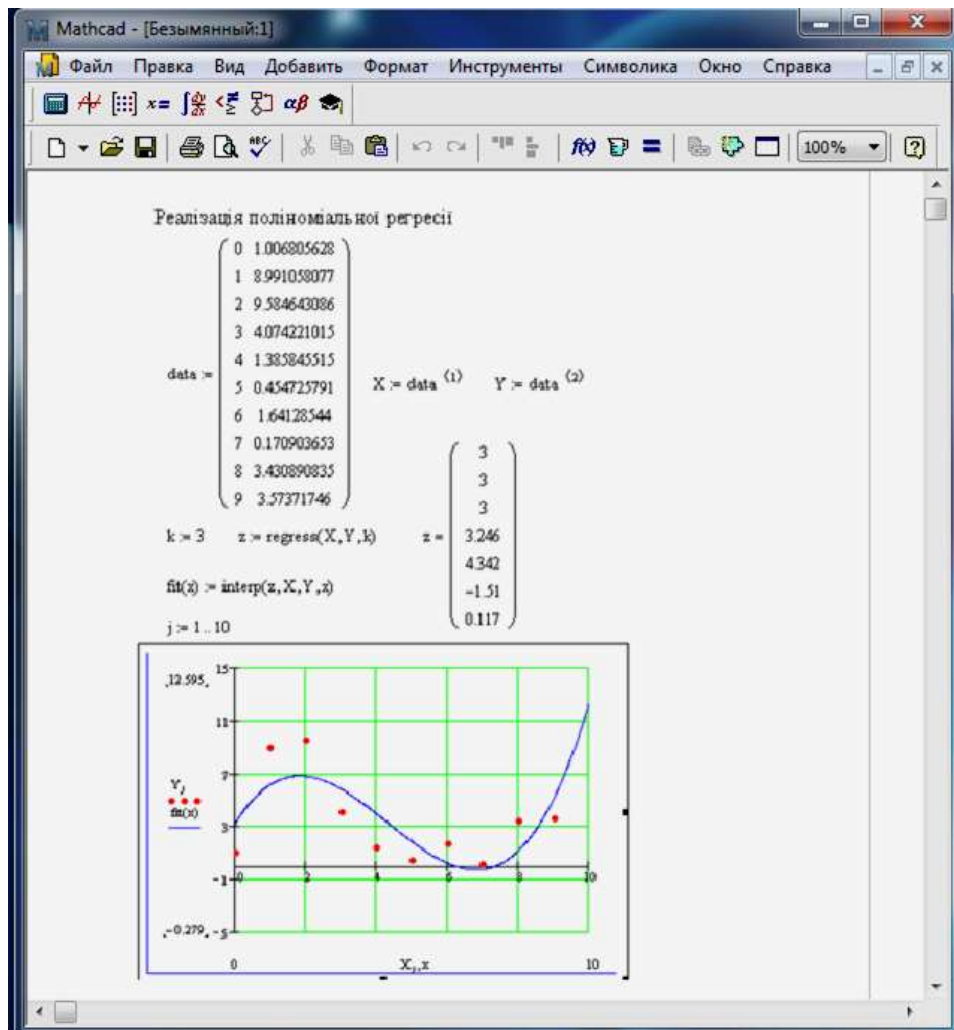 Mathcad - [Безымянный:1]
Файл Правка Вид Добавить Формат Инструменты Символика Окно Справка
100%
Реалізація поліноміальної регресії
data :=
0 1.006805628
1 8.991058077
2 9.584643086
3 4.074221015
4 1.385845515
5 0.454725791
6 1.64128544
7 0.170903653
8 3.430890835
9 3.57371746
X := data ⟨1⟩ Y := data ⟨2⟩
k := 3 z := regress(X,Y,k) z =
3
3
3
3.246
4.342
-1.51
0.117
fit(z) := interp(z,X,Y,z)
j := 1 .. 10
,12.595,
15
11
7
3
-1
-5
Yj
fit(x)
,-0.279,
0 2 4 6 8 10
0 Xj,x 10